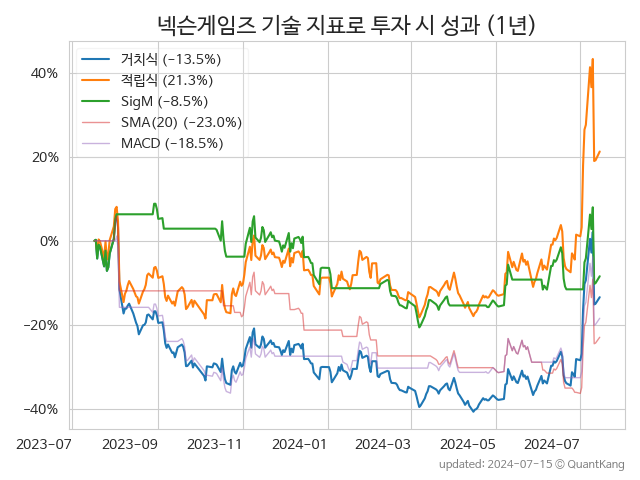 넥슨게임즈 기술 지표로 투자 시 성과 (1년)
거치식 (−13.5%)
적립식 (21.3%)
SigM (−8.5%)
SMA(20) (−23.0%)
MACD (−18.5%)
40%
20%
0%
−20%
−40%
2023-07 2023-09 2023-11 2024-01 2024-03 2024-05 2024-07
updated: 2024-07-15 © QuantKang